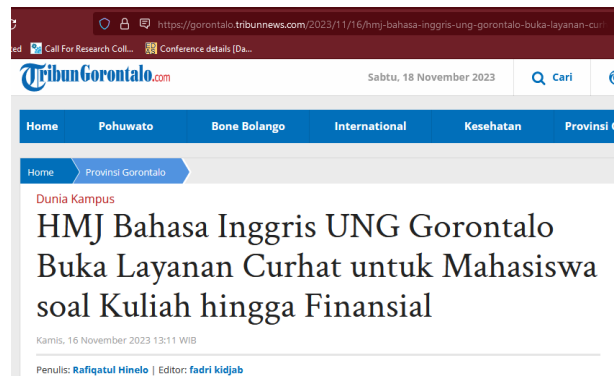 https://gorontalo.tribunnews.com/2023/11/16/hmj-bahasa-inggris-ung-gorontalo-buka-layanan-curh
Call For Research Coll... Conference details [Da...
TribunGorontalo.com Sabtu, 18 November 2023 Cari
Home Pohuwato Bone Bolango International Kesehatan Provinsi
Home Provinsi Gorontalo
Dunia Kampus
HMJ Bahasa Inggris UNG Gorontalo
Buka Layanan Curhat untuk Mahasiswa
soal Kuliah hingga Finansial
Kamis, 16 November 2023 13:11 WIB
Penulis: Rafiqatul Hinelo | Editor: fadri kidjab